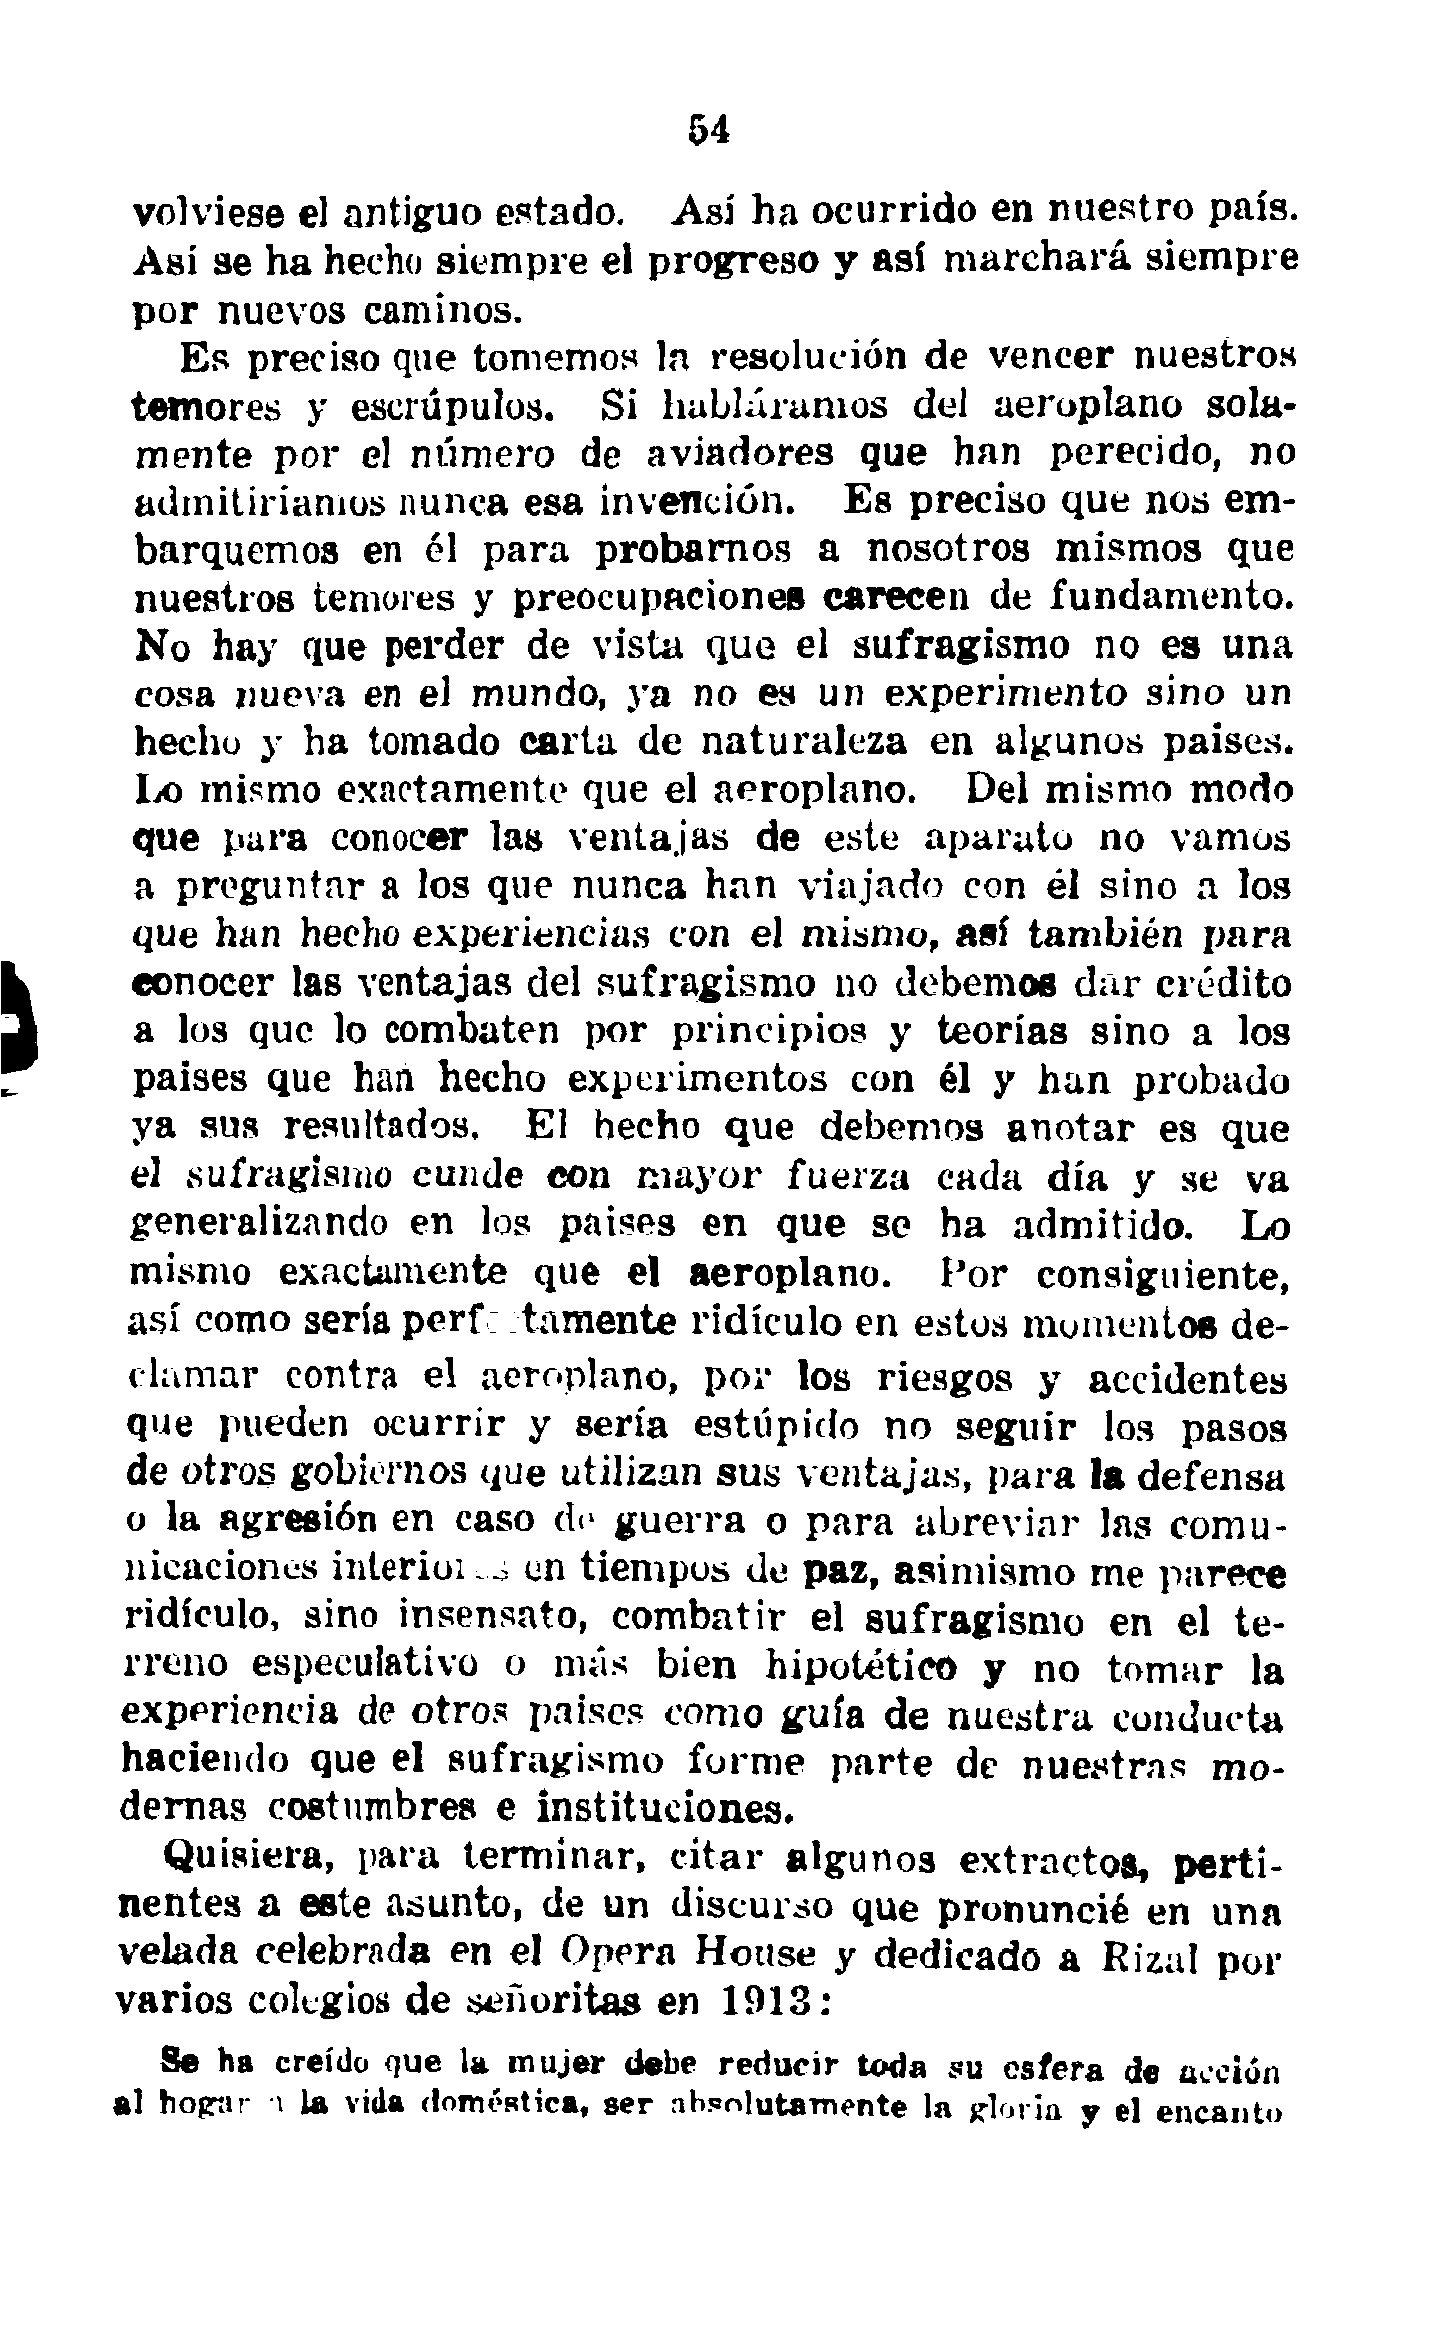 54
volviese el antiguo estado. Así ha ocurrido en nuestro país.
Así se ha hecho siempre el progreso y así marchará siempre
por nuevos caminos.
Es preciso que tomemos la resolución de vencer nuestros
temores y escrúpulos. Si habláramos del aeroplano sola-
mente por el número de aviadores que han perecido, no
admitiriamos nunca esa invención. Es preciso que nos em-
barquemos en él para probarnos a nosotros mismos que
nuestros temores y preocupaciones carecen de fundamento.
No hay que perder de vista que el sufragismo no es una
cosa nueva en el mundo, ya no es un experimento sino un
hecho y ha tomado carta de naturaleza en algunos paises.
Lo mismo exactamente que el aeroplano. Del mismo modo
que para conocer las ventajas de este aparato no vamos
a preguntar a los que nunca han viajado con él sino a los
que han hecho experiencias con el mismo, así también para
conocer las ventajas del sufragismo no debemos dar crédito
a los que lo combaten por principios y teorías sino a los
paises que han hecho experimentos con él y han probado
ya sus resultados. El hecho que debemos anotar es que
el sufragismo cunde con mayor fuerza cada día y se va
generalizando en los paises en que se ha admitido. Lo
mismo exactamente que el aeroplano. Por consiguiente,
así como sería perfectamente ridículo en estos momentos de-
clamar contra el aeroplano, por los riesgos y accidentes
que pueden ocurrir y sería estúpido no seguir los pasos
de otros gobiernos que utilizan sus ventajas, para la defensa
o la agresión en caso de guerra o para abreviar las comu-
nicaciones interiores en tiempos de paz, asimismo me parece
ridículo, sino insensato, combatir el sufragismo en el te-
rreno especulativo o más bien hipotético y no tomar la
experiencia de otros paises como guía de nuestra conducta
haciendo que el sufragismo forme parte de nuestras mo-
dernas costumbres e instituciones.
Quisiera, para terminar, citar algunos extractos, perti-
nentes a este asunto, de un discurso que pronuncié en una
velada celebrada en el Opera House y dedicado a Rizal por
varios colegios de señoritas en 1913:
Se ha creído que la mujer debe reducir toda su esfera de acción
al hogar a la vida doméstica, ser absolutamente la gloria y el encanto